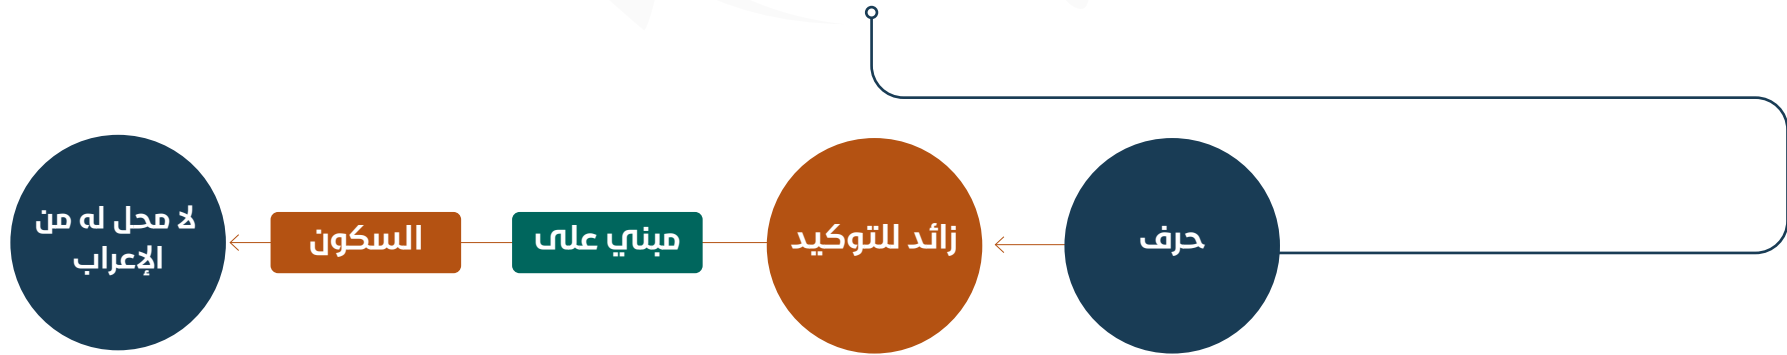 حرف
زائد للتوكيد
مبني على
السكون
لا محل له من
الإعراب